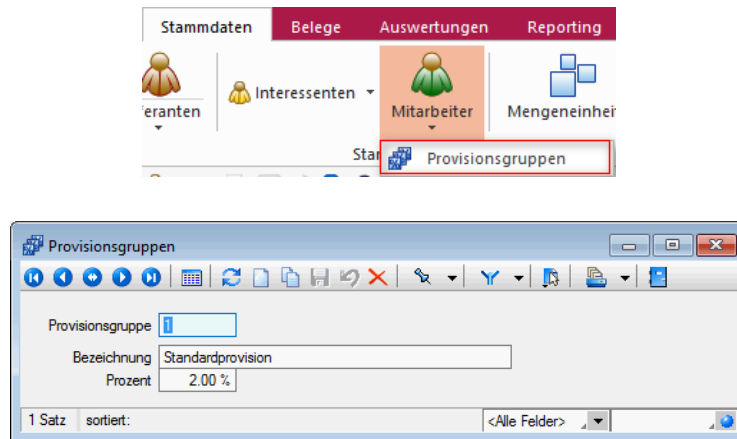 Stammdaten Belege Auswertungen Reporting
eranten Interessenten Mitarbeiter Mengeneinhei
Star Provisionsgruppen
Provisionsgruppen
Provisionsgruppe 1
Bezeichnung Standardprovision
Prozent 2.00 %
1 Satz sortiert: <Alle Felder>